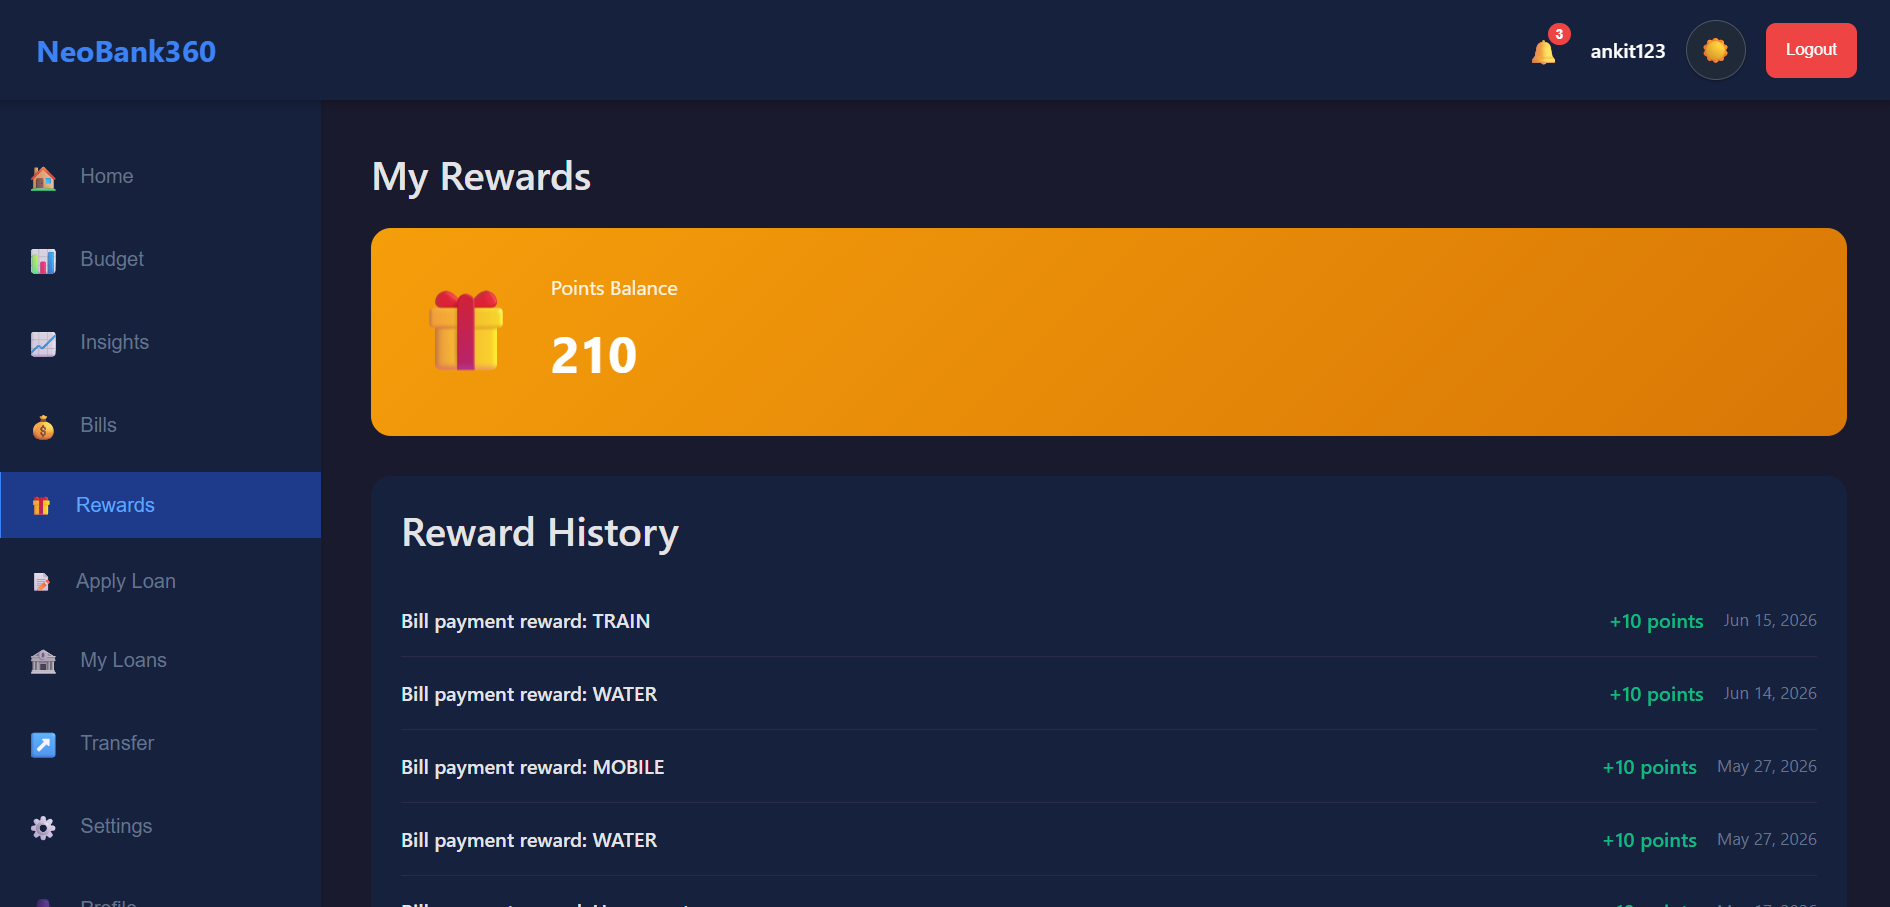 NeoBank360
3
ankit123
Logout
Home
Budget
Insights
Bills
Rewards
Apply Loan
My Loans
Transfer
Settings
Profile
My Rewards
Points Balance
210
Reward History
Bill payment reward: TRAIN +10 points Jun 15, 2026
Bill payment reward: WATER +10 points Jun 14, 2026
Bill payment reward: MOBILE +10 points May 27, 2026
Bill payment reward: WATER +10 points May 27, 2026